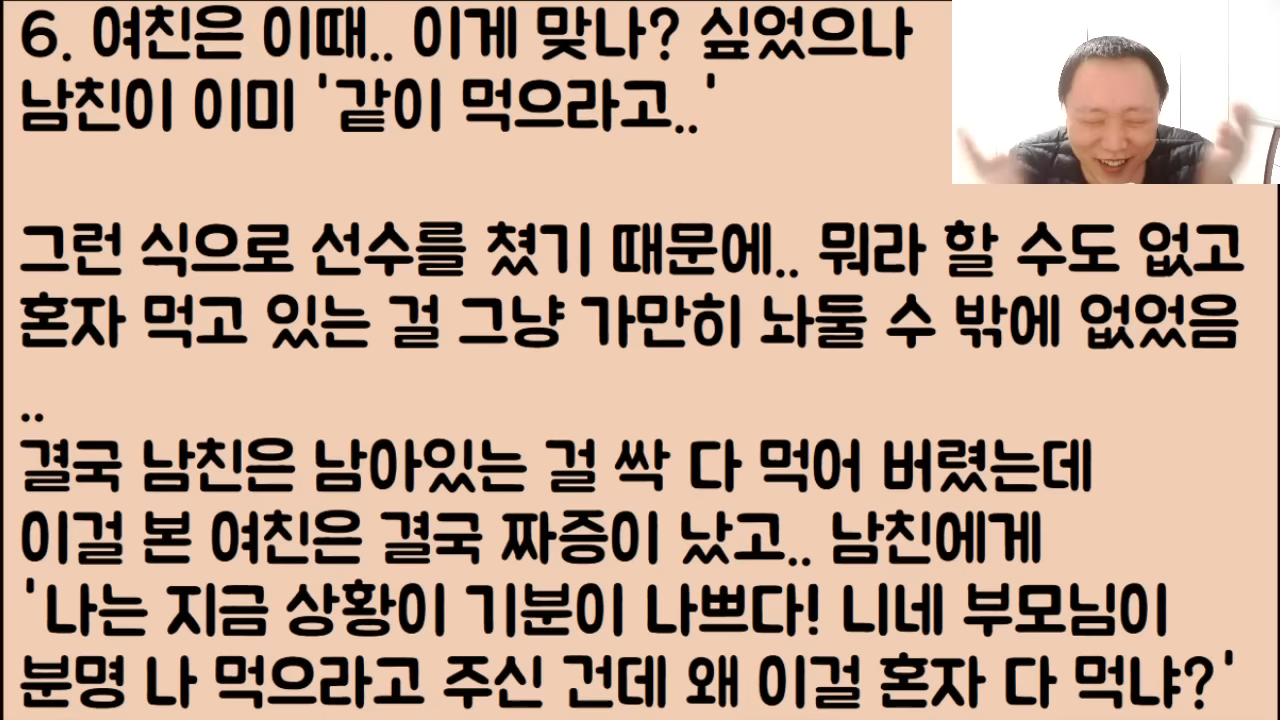 6. 여친은 이때.. 이게 맞나? 싶었으나
남친이 이미 '같이 먹으라고..'
그런 식으로 선수를 쳤기 때문에.. 뭐라 할 수도 없고
혼자 먹고 있는 걸 그냥 가만히 놔둘 수 밖에 없었음
..
결국 남친은 남아있는 걸 싹 다 먹어 버렸는데
이걸 본 여친은 결국 짜증이 났고.. 남친에게
'나는 지금 상황이 기분이 나쁘다! 니네 부모님이
분명 나 먹으라고 주신 건데 왜 이걸 혼자 다 먹냐?'